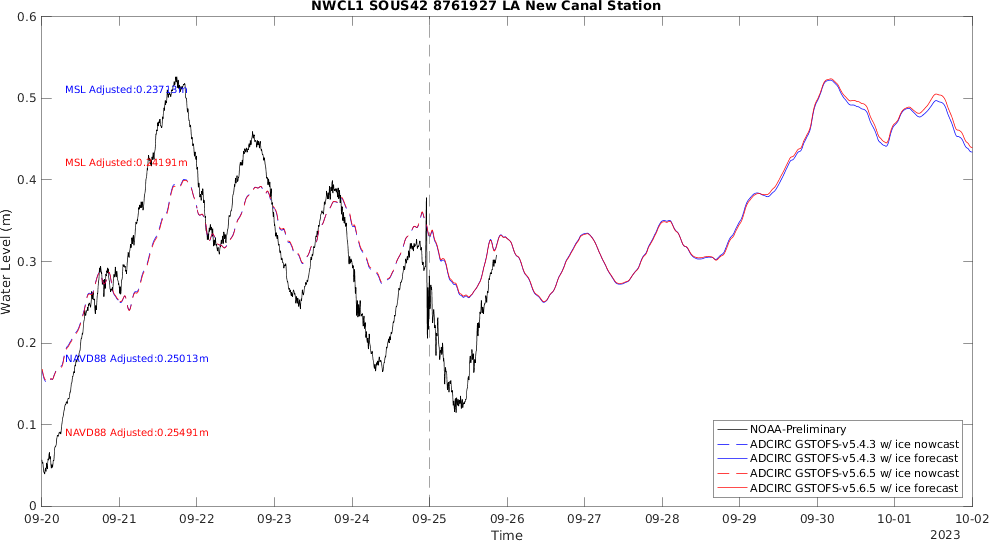 NWCL1 SOUS42 8761927 LA New Canal Station
0.6
0.5
0.4
0.3
0.2
0.1
0
Water Level (m)
MSL Adjusted:0.23713m
MSL Adjusted:0.24191m
NAVD88 Adjusted:0.25013m
NAVD88 Adjusted:0.25491m
NOAA-Preliminary
ADCIRC GSTOFS-v5.4.3 w/ ice nowcast
ADCIRC GSTOFS-v5.4.3 w/ ice forecast
ADCIRC GSTOFS-v5.6.5 w/ ice nowcast
ADCIRC GSTOFS-v5.6.5 w/ ice forecast
09-20 09-21 09-22 09-23 09-24 09-25 09-26 09-27 09-28 09-29 09-30 10-01 10-02
Time
2023